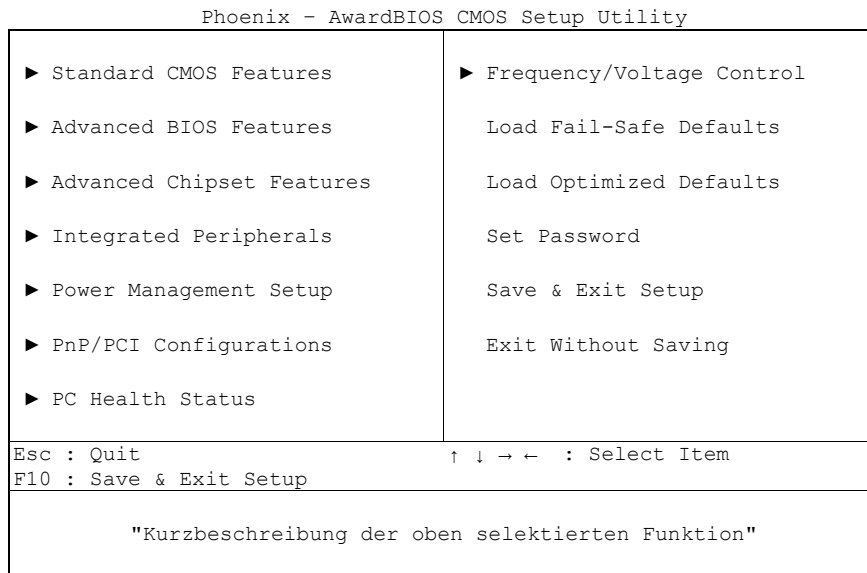 Phoenix – AwardBIOS CMOS Setup Utility
► Standard CMOS Features
► Advanced BIOS Features
► Advanced Chipset Features
► Integrated Peripherals
► Power Management Setup
► PnP/PCI Configurations
► PC Health Status
► Frequency/Voltage Control
Load Fail-Safe Defaults
Load Optimized Defaults
Set Password
Save & Exit Setup
Exit Without Saving
Esc : Quit
F10 : Save & Exit Setup
↑ ↓ → ← : Select Item
"Kurzbeschreibung der oben selektierten Funktion"